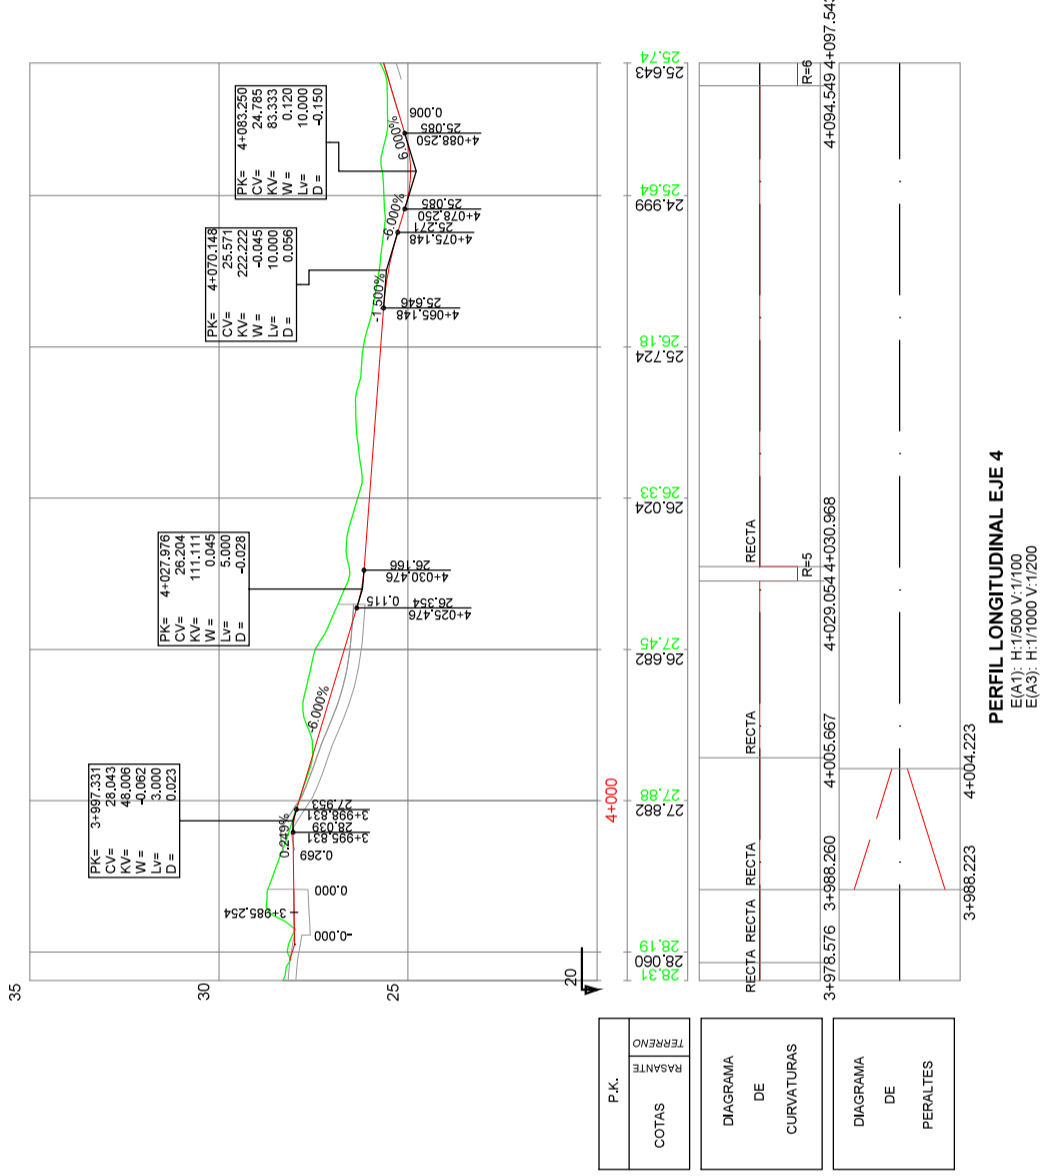 35
30
25
20
PK= 3+997.331
CV= 28.043
KV= 48.006
W = -0.062
Lv= 3.000
D = 0.023
PK= 4+027.976
CV= 26.204
KV= 111.111
W = 0.045
Lv= 5.000
D = -0.028
PK= 4+070.148
CV= 25.571
KV= 222.222
W = -0.045
Lv= 10.000
D = 0.056
PK= 4+083.250
CV= 24.785
KV= 83.333
W = 0.120
Lv= 10.000
D = -0.150
-0.000
3+985.254
0.000
0.269
0.249%
3+995.831
28.039
3+998.831
27.953
-6.000%
4+025.476
26.354
0.115
4+030.476
26.166
-1.500%
4+065.148
25.646
4+075.148
25.271
-6.000%
4+078.250
25.085
6.000%
4+088.250
25.085
0.006
P.K.
4+000
COTAS
RASANTE
TERRENO
28.31
28.19
27.88
27.45
26.33
26.18
25.64
25.74
28.060
27.882
26.682
26.024
25.724
24.999
25.643
DIAGRAMA
DE
CURVATURAS
RECTA
RECTA
RECTA
RECTA
RECTA
R=5
RECTA
R=6
3+978.576
3+988.260
4+005.667
4+029.054
4+030.968
4+094.549
4+097.543
DIAGRAMA
DE
PERALTES
3+988.223
4+004.223
PERFIL LONGITUDINAL EJE 4
E(A1): H:1/500 V:1/100
E(A3): H:1/1000 V:1/200